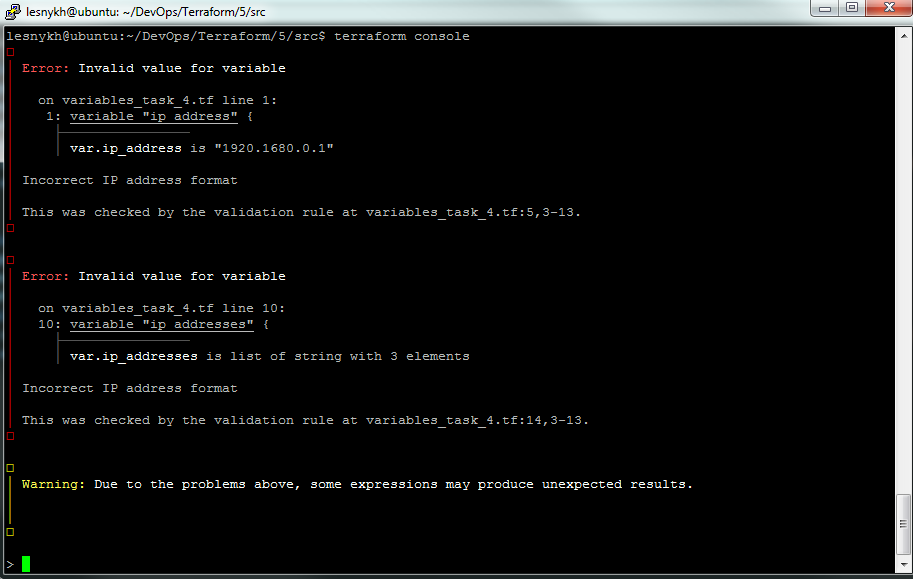 lesnykh@ubuntu: ~/DevOps/Terraform/5/src
lesnykh@ubuntu:~/DevOps/Terraform/5/src$ terraform console
Error: Invalid value for variable
on variables_task_4.tf line 1:
1: variable "ip_address" {
var.ip_address is "1920.1680.0.1"
Incorrect IP address format
This was checked by the validation rule at variables_task_4.tf:5,3-13.
Error: Invalid value for variable
on variables_task_4.tf line 10:
10: variable "ip_addresses" {
var.ip_addresses is list of string with 3 elements
Incorrect IP address format
This was checked by the validation rule at variables_task_4.tf:14,3-13.
Warning: Due to the problems above, some expressions may produce unexpected results.
>